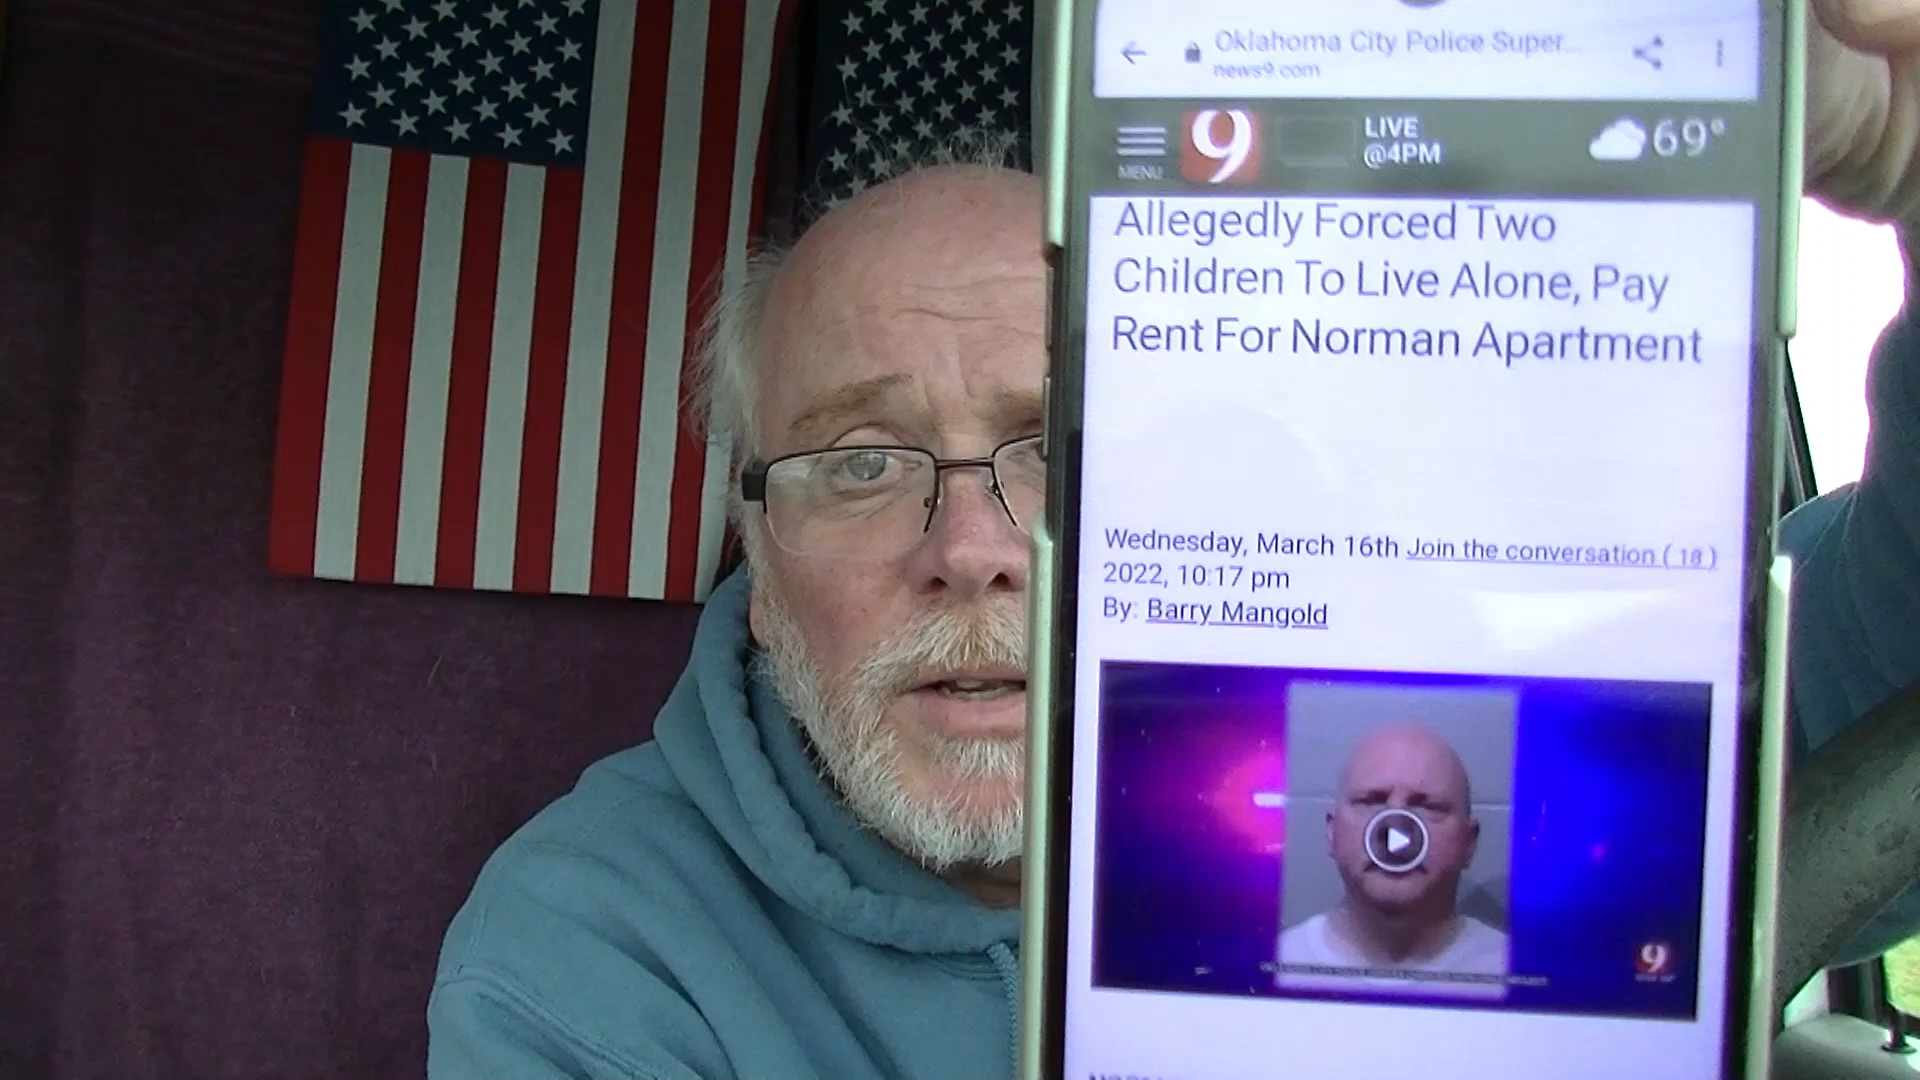 Oklahoma City Police Super...
news9.com
MENU
9
LIVE
@4PM
69°
Allegedly Forced Two
Children To Live Alone, Pay
Rent For Norman Apartment
Wednesday, March 16th
2022, 10:17 pm
Join the conversation ( 18 )
By: Barry Mangold
9